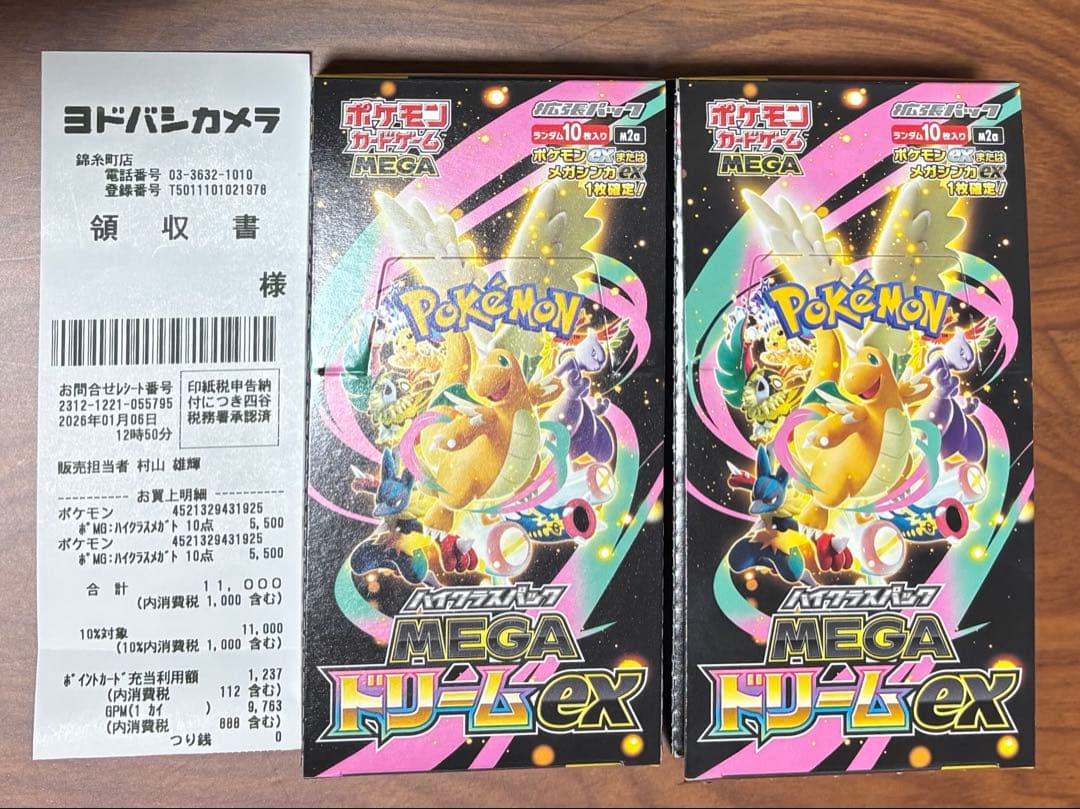 ヨドバシカメラ
錦糸町店
電話番号 03-3632-1010
登録番号 T5011101021978
領 収 書
様
お問合せﾚｼｰﾄ番号
2312-1221-055795
2026年01月06日
12時50分
印紙税申告納
付につき四谷
税務署承認済
販売担当者 村山 雄輝
---------- お買上明細 ----------
ポケモン 4521329431925
ﾎﾟMG:ﾊｲｸﾗｽﾒｶﾞﾄ 10点 5,500
ポケモン 4521329431925
ﾎﾟMG:ﾊｲｸﾗｽﾒｶﾞﾄ 10点 5,500
合 計 11,000
(内消費税 1,000 含む)
10%対象 11,000
(10%内消費税 1,000 含む)
ﾎﾟｲﾝﾄｶｰﾄﾞ充当利用額 1,237
(内消費税 112 含む)
GPM(1 ｶｲ ) 9,763
(内消費税 888 含む)
つり銭 0
ポケモン
カードゲーム
MEGA
拡張パック
ランダム10枚入り M2a
ポケモンexまたは
メガシンカex
1枚確定!
POKÉMON
ハイクラスパック
MEGA
ドリームex
ポケモン
カードゲーム
MEGA
拡張パック
ランダム10枚入り M2a
ポケモンexまたは
メガシンカex
1枚確定!
POKÉMON
ハイクラスパック
MEGA
ドリームex